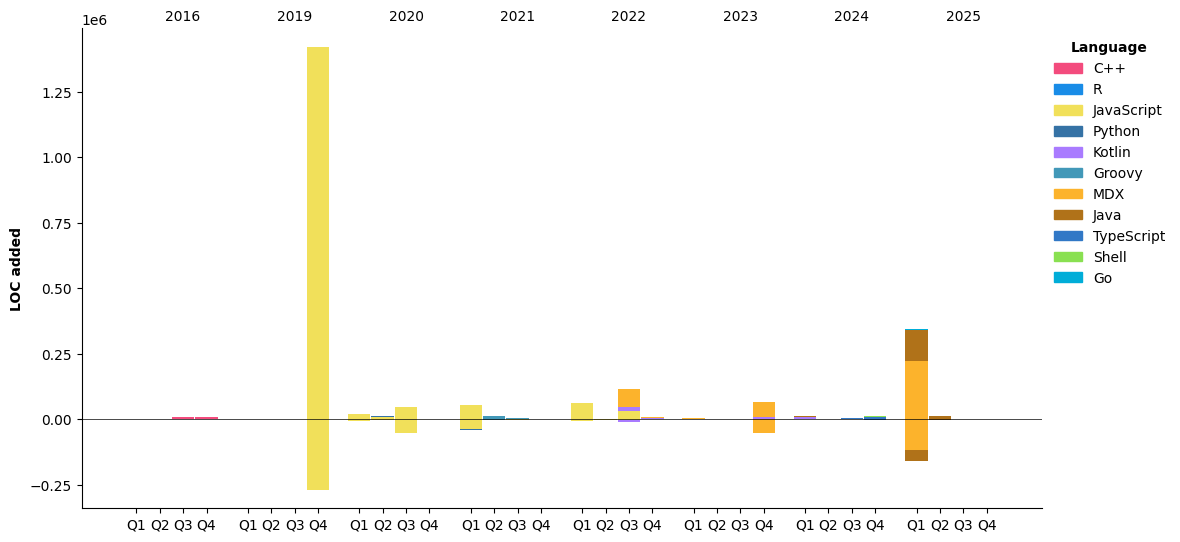 2016 2019 2020 2021 2022 2023 2024 2025
1e6
Language
C++
R
JavaScript
Python
Kotlin
Groovy
MDX
Java
TypeScript
Shell
Go
LOC added
1.25
1.00
0.75
0.50
0.25
0.00
−0.25
Q1 Q2 Q3 Q4 Q1 Q2 Q3 Q4 Q1 Q2 Q3 Q4 Q1 Q2 Q3 Q4 Q1 Q2 Q3 Q4 Q1 Q2 Q3 Q4 Q1 Q2 Q3 Q4 Q1 Q2 Q3 Q4